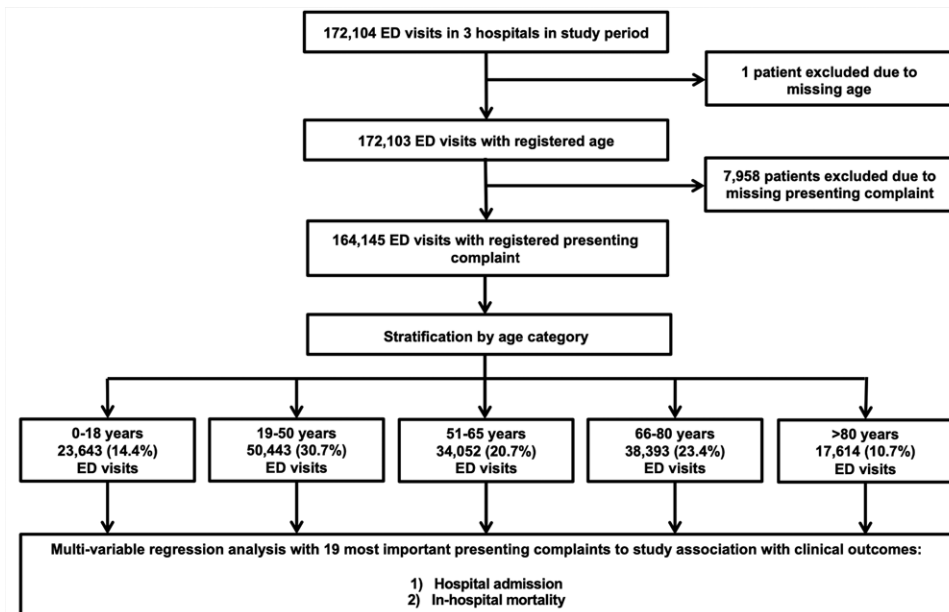 172,104 ED visits in 3 hospitals in study period
1 patient excluded due to
missing age
172,103 ED visits with registered age
7,958 patients excluded due to
missing presenting complaint
164,145 ED visits with registered presenting
complaint
Stratification by age category
0-18 years
23,643 (14.4%)
ED visits
19-50 years
50,443 (30.7%)
ED visits
51-65 years
34,052 (20.7%)
ED visits
66-80 years
38,393 (23.4%)
ED visits
>80 years
17,614 (10.7%)
ED visits
Multi-variable regression analysis with 19 most important presenting complaints to study association with clinical outcomes:
1) Hospital admission
2) In-hospital mortality